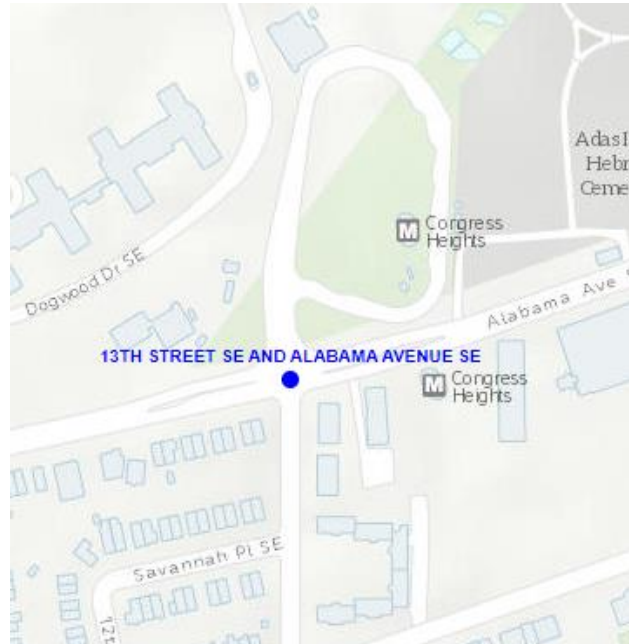 Adas I
Hebr
Ceme
M Congress
Heights
Dogwood Dr SE
Alabama Ave
13TH STREET SE AND ALABAMA AVENUE SE
M Congress
Heights
Savannah Pl SE
12t